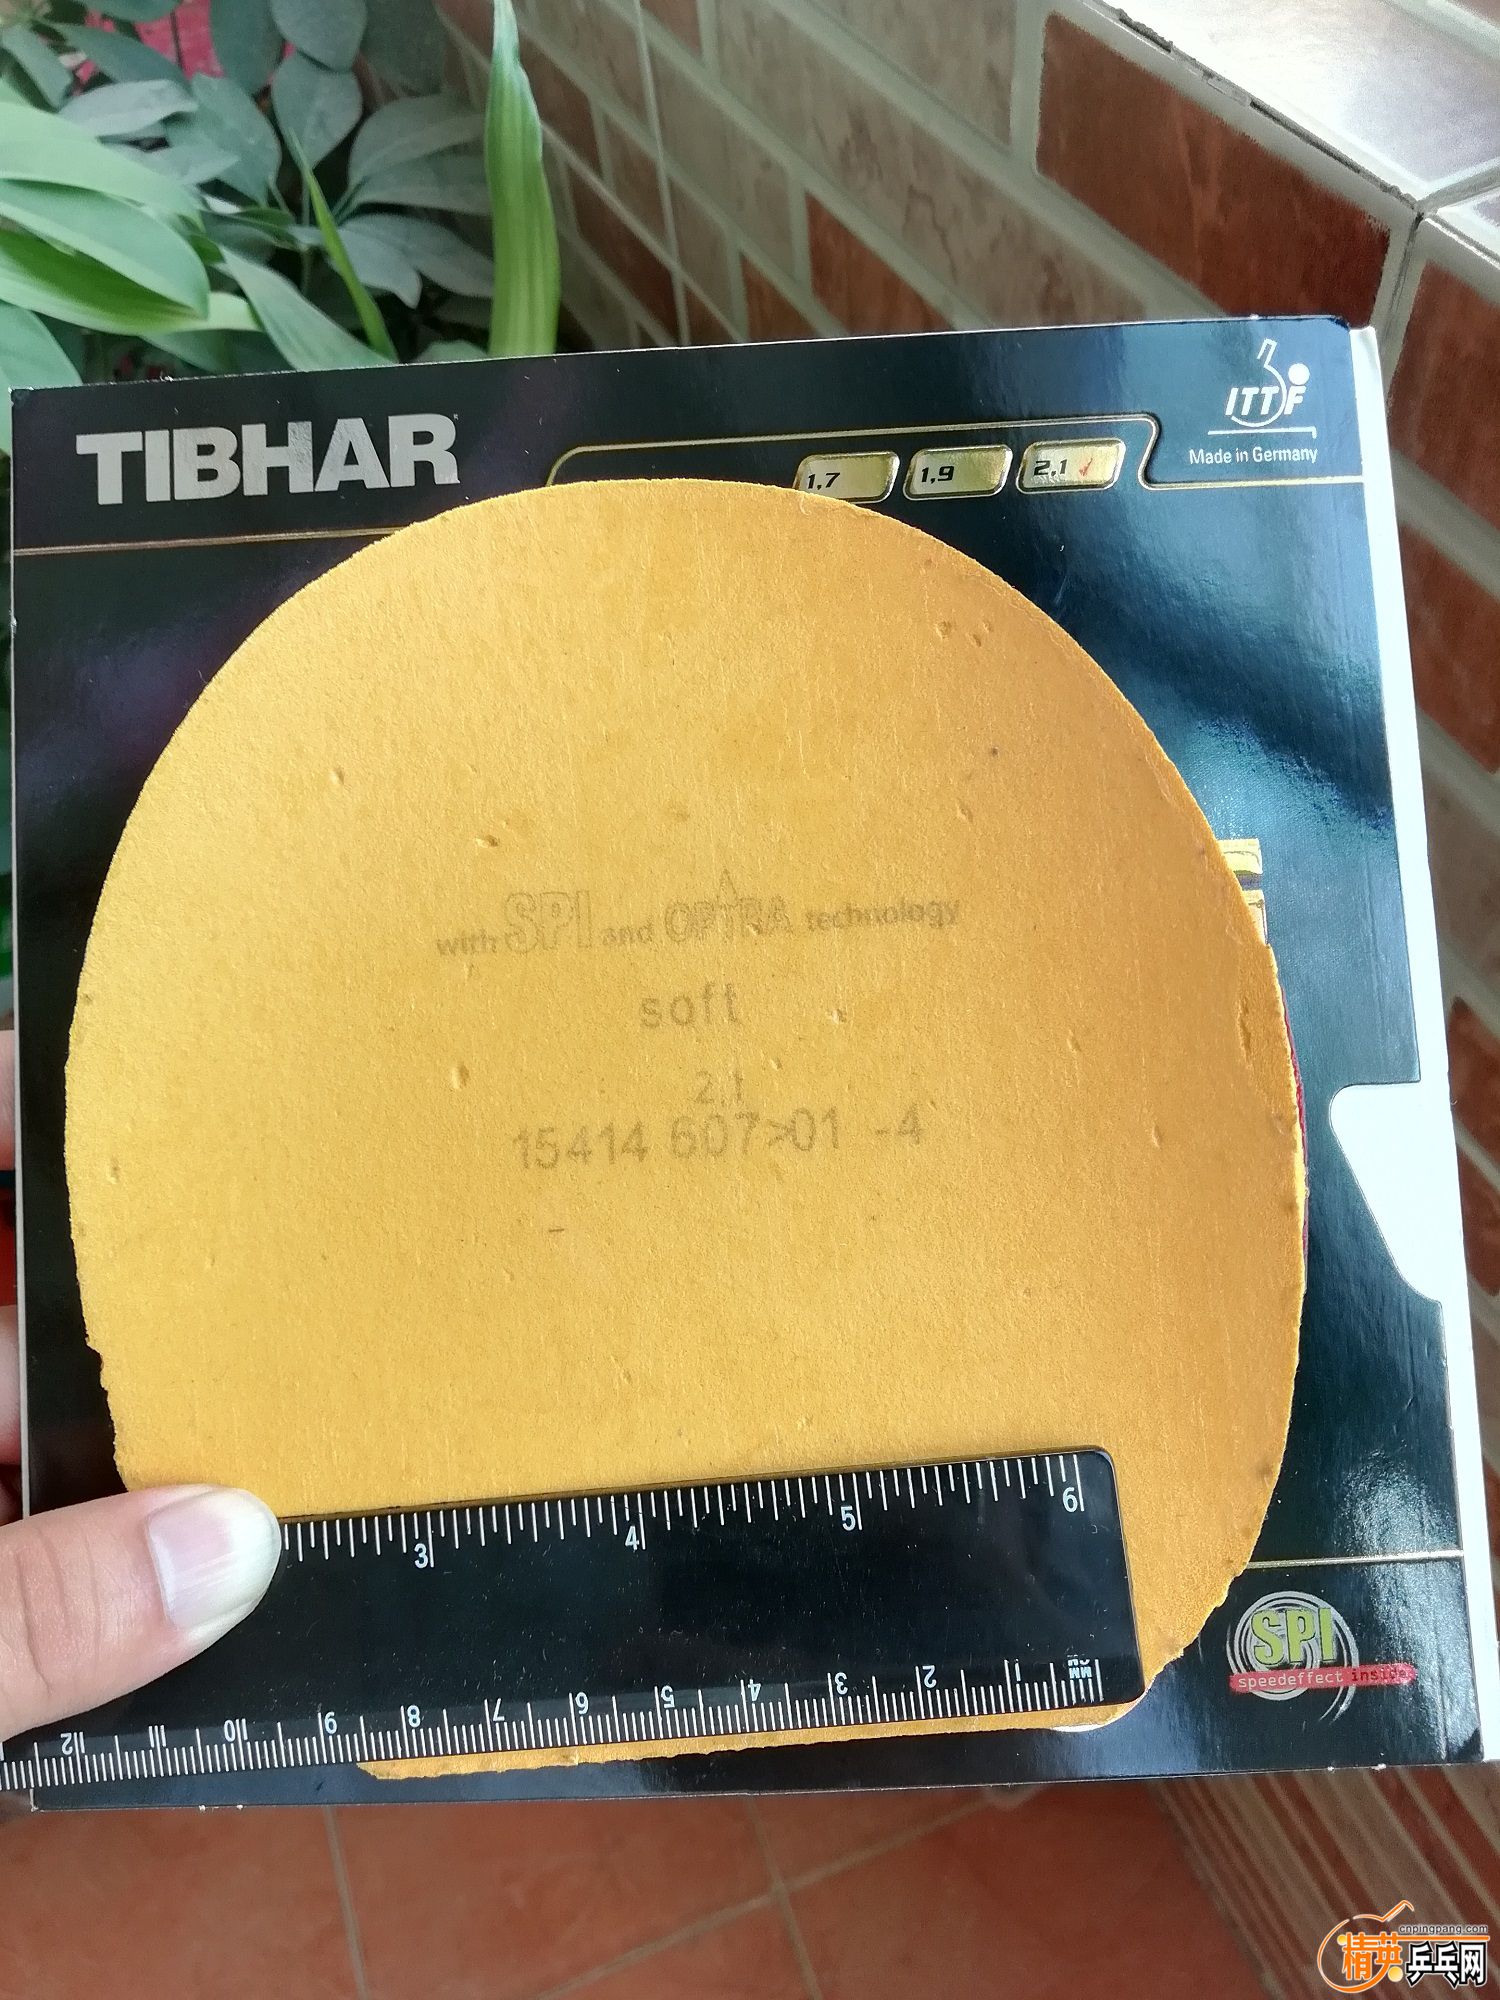 TIBHAR
1,7 1,9 2,1
ITTF
Made in Germany
with SPI and OPTRA technology
soft
2.1
15414 607>01 -4
3 4 5 6
MM
CM
12 11 10 9 8 7 6 5 4 3 2 1
SPI
speedeffect inside
cnpingpang.com
精英乒乓网